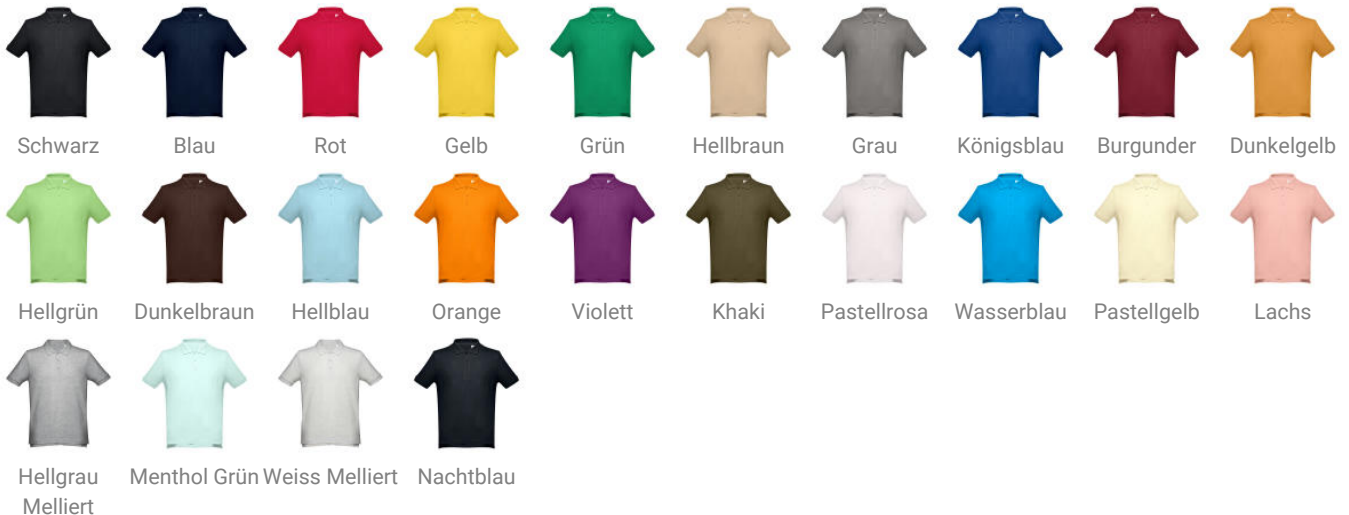 Schwarz Blau Rot Gelb Grün Hellbraun Grau Königsblau Burgunder Dunkelgelb
Hellgrün Dunkelbraun Hellblau Orange Violett Khaki Pastellrosa Wasserblau Pastellgelb Lachs
Hellgrau Menthol Grün Weiss Melliert Nachtblau
Melliert